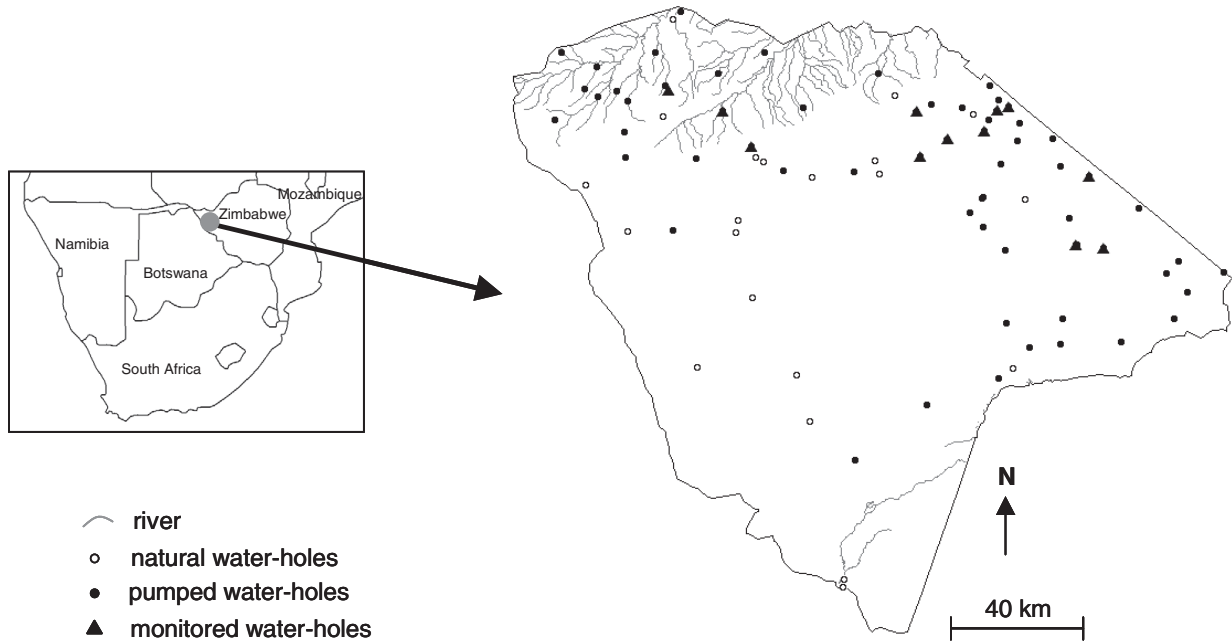 Mozambique
Zimbabwe
Namibia
Botswana
South Africa
river
natural water-holes
pumped water-holes
monitored water-holes
N
40 km